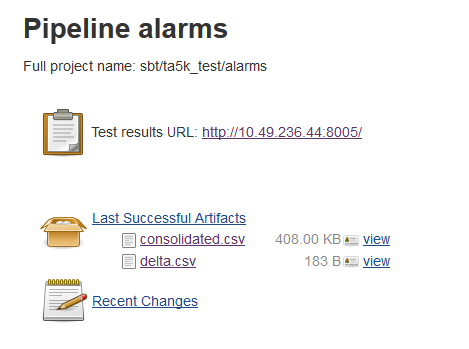 Pipeline alarms
Full project name: sbt/ta5k_test/alarms
Test results URL: http://10.49.236.44:8005/
Last Successful Artifacts
consolidated.csv 408.00 KB view
delta.csv 183 B view
Recent Changes